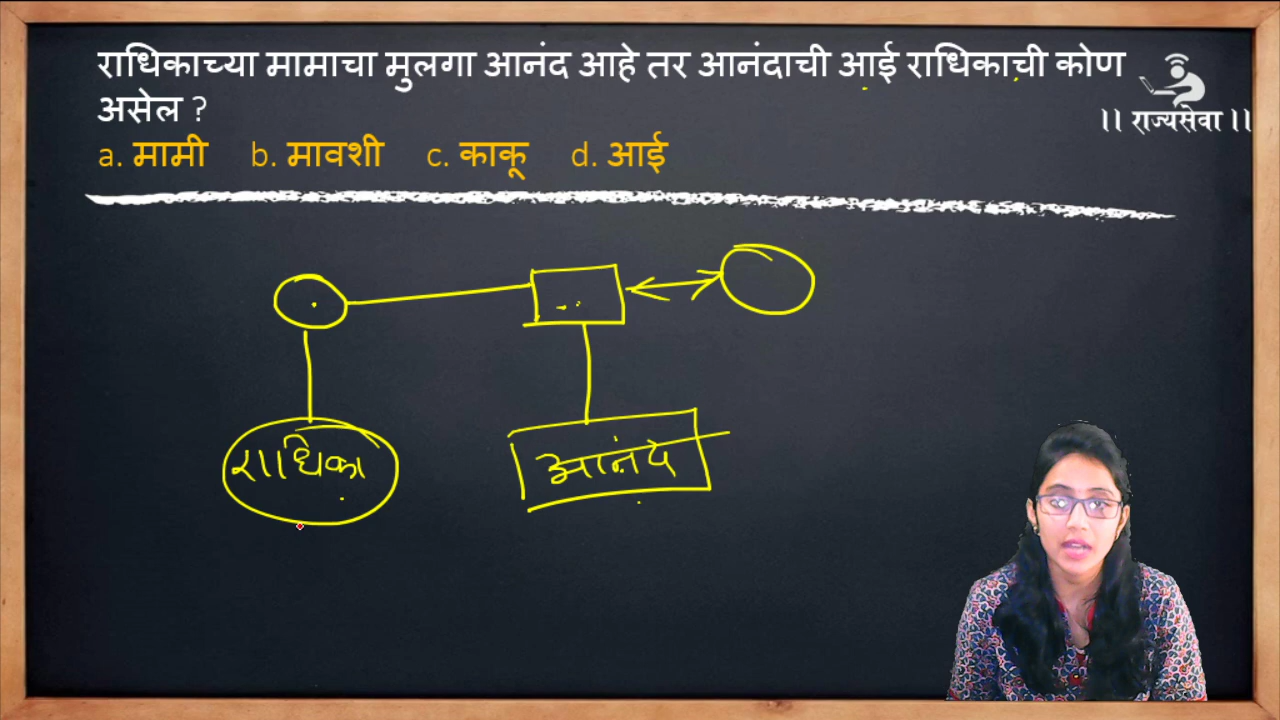 राधिकाच्या मामाचा मुलगा आनंद आहे तर आनंदाची आई राधिकाची कोण
असेल ?
।। राज्यसेवा ।।
a. मामी b. मावशी c. काकू d. आई
राधिका
आनंद